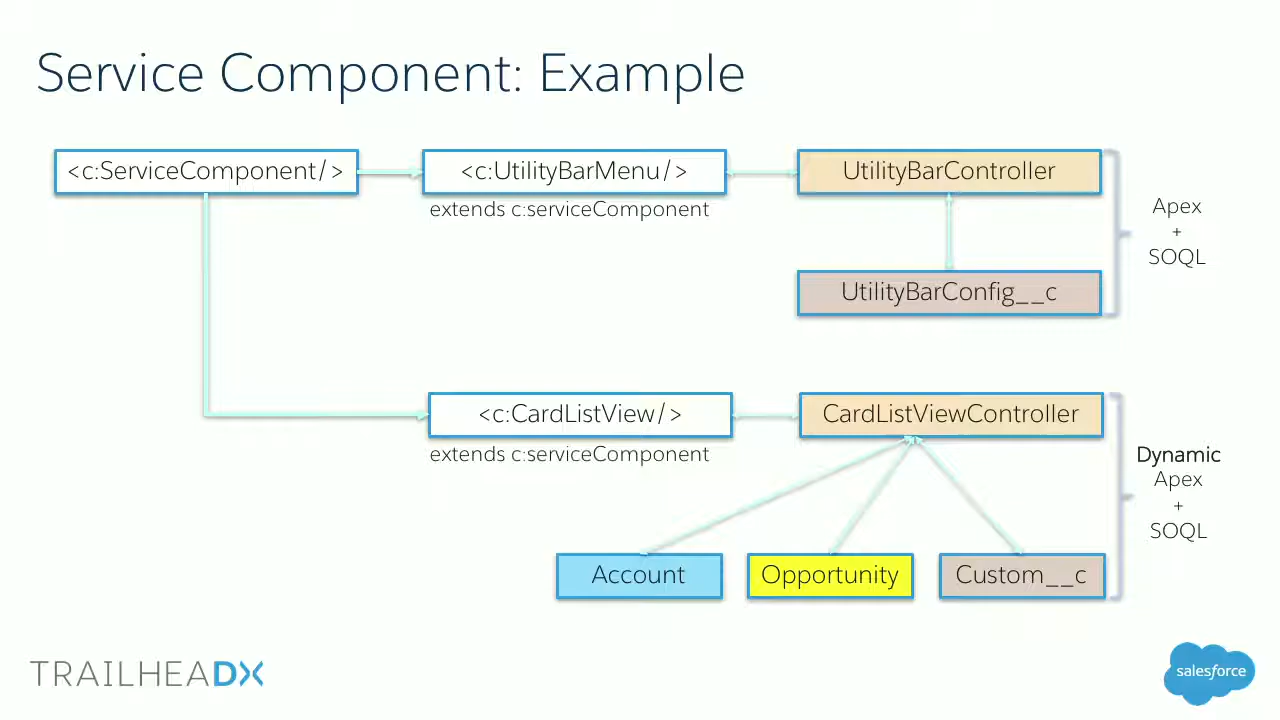 Service Component: Example
<c:ServiceComponent/>
<c:UtilityBarMenu/>
UtilityBarController
extends c:serviceComponent
Apex
+
SOQL
UtilityBarConfig__c
<c:CardListView/>
CardListViewController
extends c:serviceComponent
Dynamic
Apex
+
SOQL
Account
Opportunity
Custom__c
TRAILHEADX
salesforce